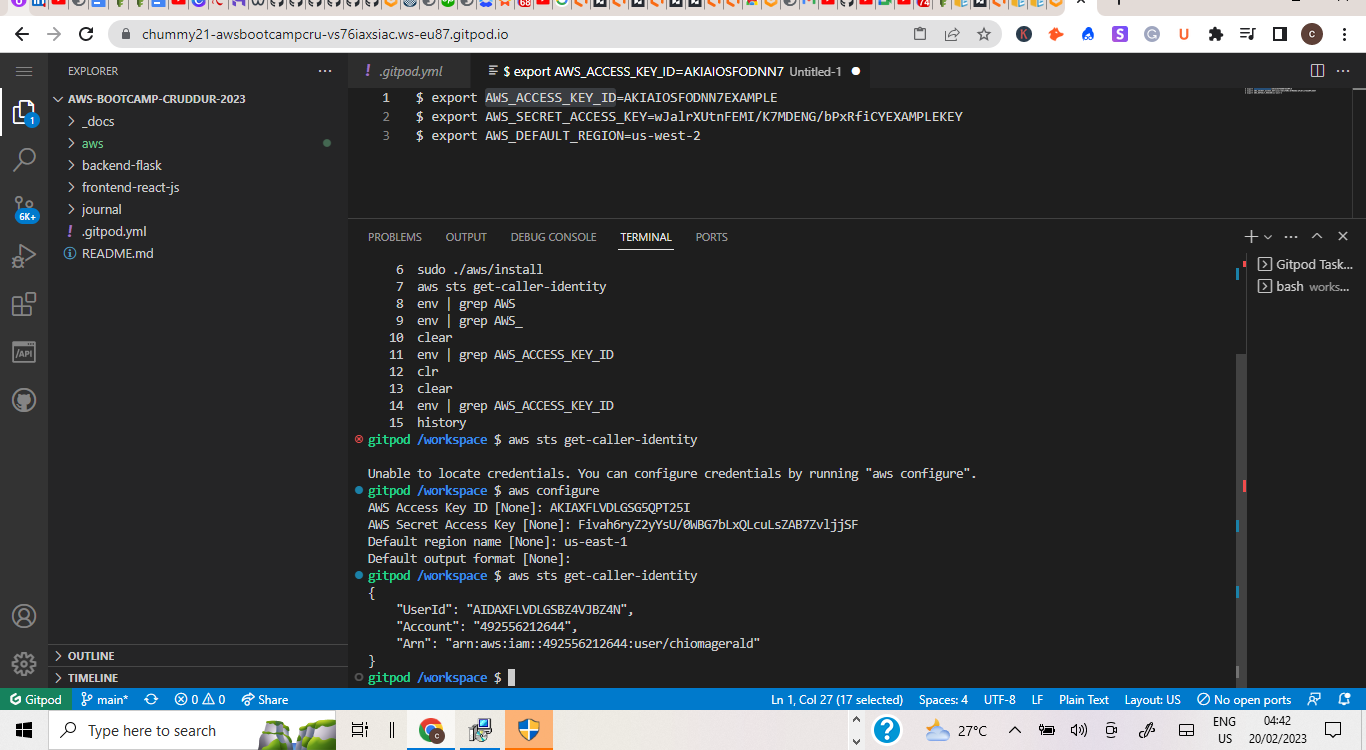 chummy21-awsbootcampcru-vs76iaxsiac.ws-eu87.gitpod.io
EXPLORER
AWS-BOOTCAMP-CRUDDUR-2023
_docs
aws
backend-flask
frontend-react-js
journal
.gitpod.yml
README.md
OUTLINE
TIMELINE
1
6K+
.gitpod.yml
$ export AWS_ACCESS_KEY_ID=AKIAIOSFODNN7 Untitled-1
1 $ export AWS_ACCESS_KEY_ID=AKIAIOSFODNN7EXAMPLE
2 $ export AWS_SECRET_ACCESS_KEY=wJalrXUtnFEMI/K7MDENG/bPxRfiCYEXAMPLEKEY
3 $ export AWS_DEFAULT_REGION=us-west-2
PROBLEMS OUTPUT DEBUG CONSOLE TERMINAL PORTS
6 sudo ./aws/install
7 aws sts get-caller-identity
8 env | grep AWS
9 env | grep AWS_
10 clear
11 env | grep AWS_ACCESS_KEY_ID
12 clr
13 clear
14 env | grep AWS_ACCESS_KEY_ID
15 history
gitpod /workspace $ aws sts get-caller-identity
Unable to locate credentials. You can configure credentials by running "aws configure".
gitpod /workspace $ aws configure
AWS Access Key ID [None]: [credential redacted]
AWS Secret Access Key [None]: [credential redacted]
Default region name [None]: us-east-1
Default output format [None]:
gitpod /workspace $ aws sts get-caller-identity
{
"UserId": "AIDAXFLVDLGSBZ4VJBZ4N",
"Account": "492556212644",
"Arn": "arn:aws:iam::492556212644:user/chiomagerald"
}
gitpod /workspace $
Gitpod Task...
bash works...
Gitpod main* 0 0 Share
Ln 1, Col 27 (17 selected) Spaces: 4 UTF-8 LF Plain Text Layout: US No open ports
Type here to search
27°C
ENG
US
04:42
20/02/2023